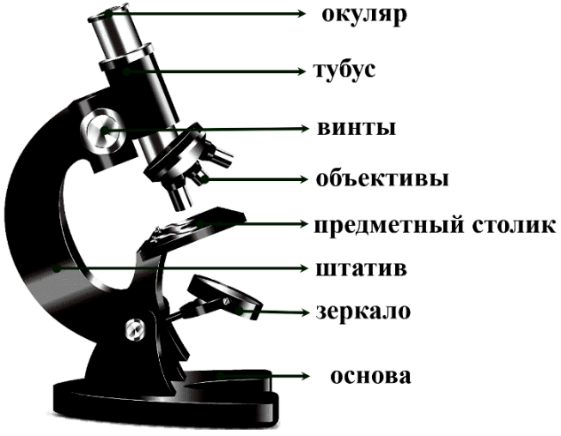 окуляр
тубус
винты
объективы
предметный столик
штатив
зеркало
основа